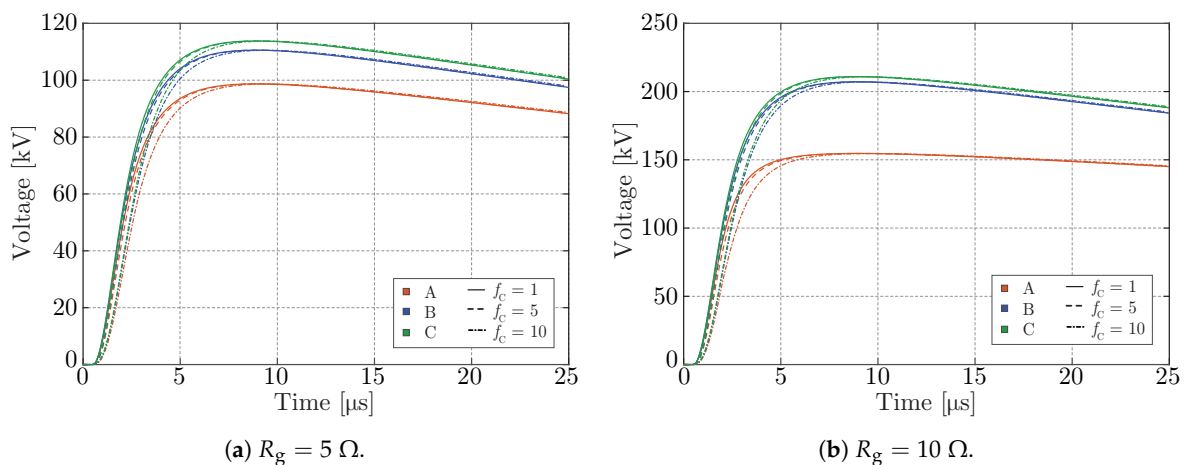 120
100
80
60
40
20
0
Voltage [kV]
0 5 10 15 20 25
Time [μs]
A f_C = 1
B f_C = 5
C f_C = 10
(a) R_g = 5 Ω.
250
200
150
100
50
0
Voltage [kV]
0 5 10 15 20 25
Time [μs]
A f_C = 1
B f_C = 5
C f_C = 10
(b) R_g = 10 Ω.